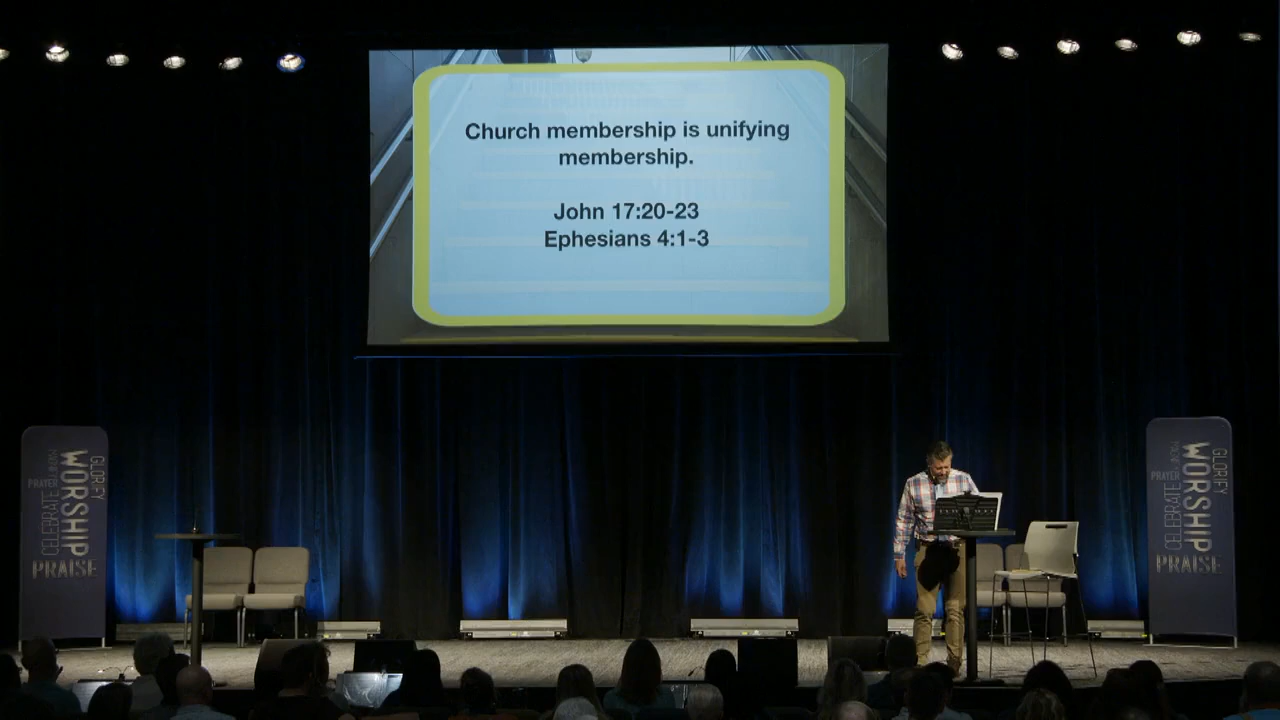 Church membership is unifying
membership.
John 17:20-23
Ephesians 4:1-3
GLORIFY
WORSHIP
PRAYER
CELEBRATE
PRAISE
GLORIFY
WORSHIP
PRAYER
CELEBRATE
PRAISE